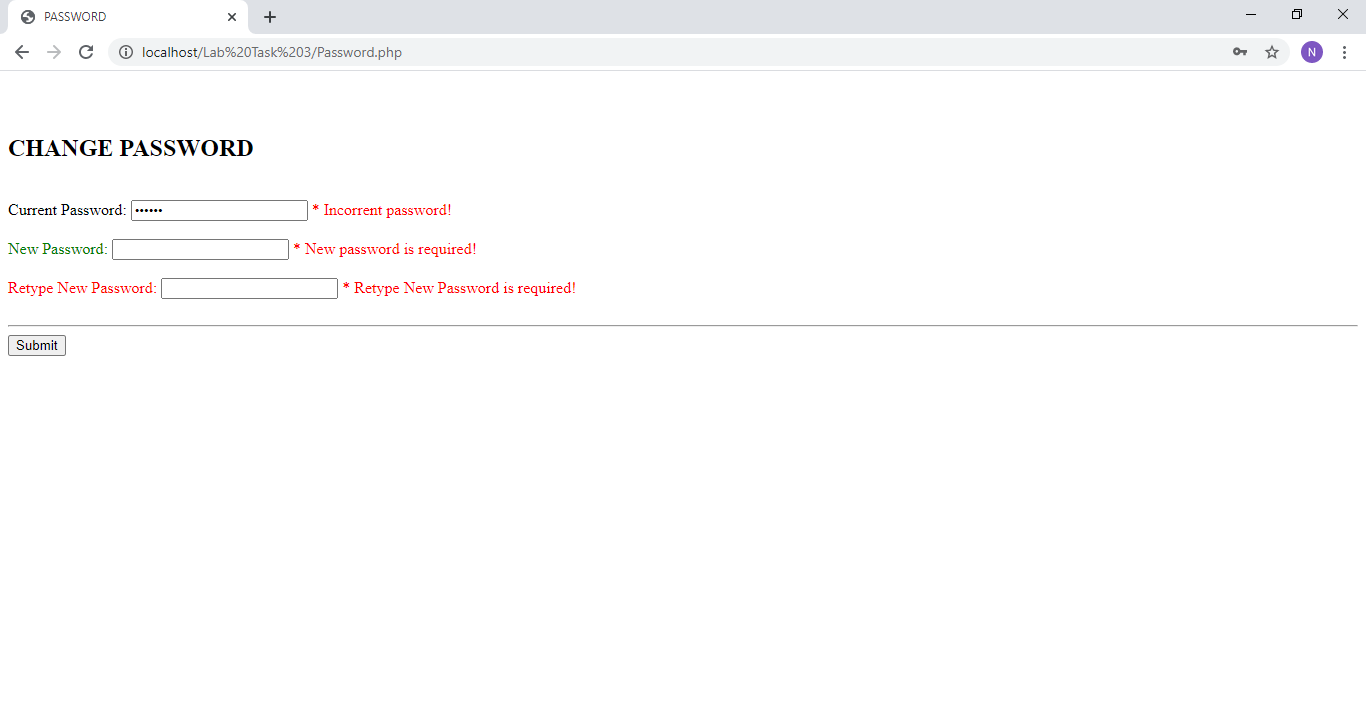 PASSWORD
localhost/Lab%20Task%203/Password.php
N
CHANGE PASSWORD
Current Password: •••••• * Incorrent password!
New Password: * New password is required!
Retype New Password: * Retype New Password is required!
Submit